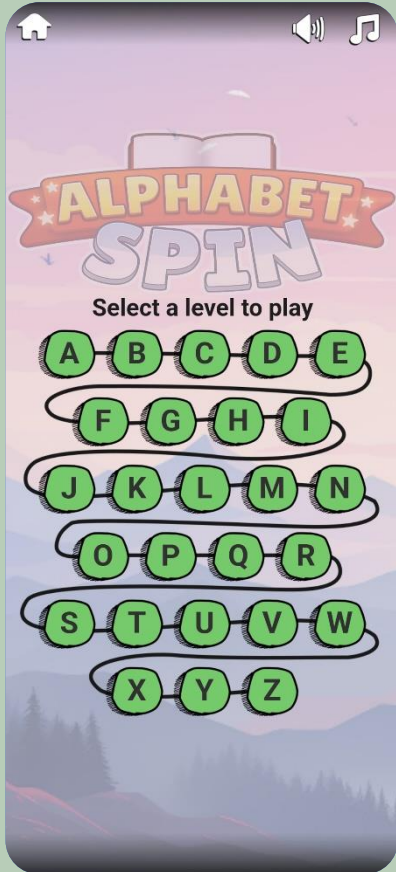 ALPHABET
SPIN
Select a level to play
A B C D E
F G H I
J K L M N
O P Q R
S T U V W
X Y Z